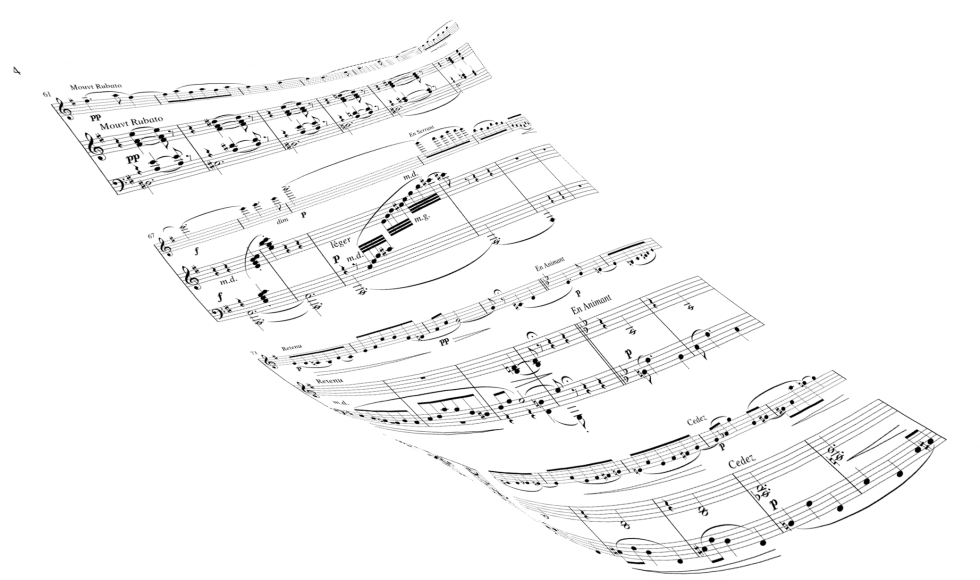 4
61
Mouvt Rubato
pp
Mouvt Rubato
pp
En Serrant
67
f
dim
p
m.d.
léger
m.g.
m.d.
f
p
m.d.
En Animant
Retenu
p
pp
p
En Animant
Retenu
m.d.
p
Cedez
p
Cedez
p